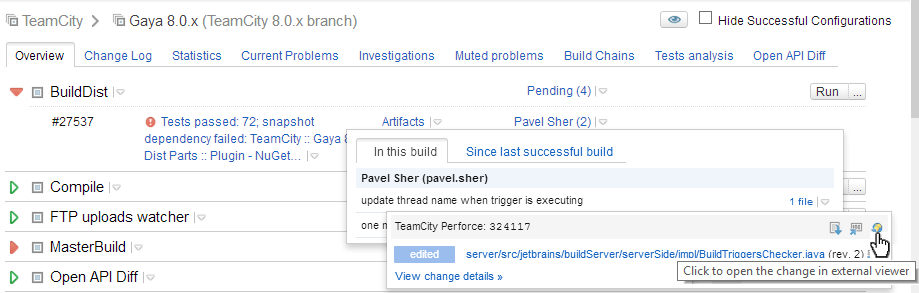 TeamCity > Gaya 8.0.x (TeamCity 8.0.x branch)
Hide Successful Configurations
Overview Change Log Statistics Current Problems Investigations Muted problems Build Chains Tests analysis Open API Diff
BuildDist Pending (4) Run ...
#27537 Tests passed: 72; snapshot Artifacts Pavel Sher (2)
dependency failed: TeamCity :: Gaya 8
Dist Parts :: Plugin - NuGet...
In this build Since last successful build
Pavel Sher (pavel.sher)
Compile ...
update thread name when trigger is executing 1 file
FTP uploads watcher ...
one m
TeamCity Perforce: 324117
MasterBuild
edited server/src/jetbrains/buildServer/serverSide/impl/BuildTriggersChecker.java (rev. 2)
Open API Diff
View change details »
Click to open the change in external viewer